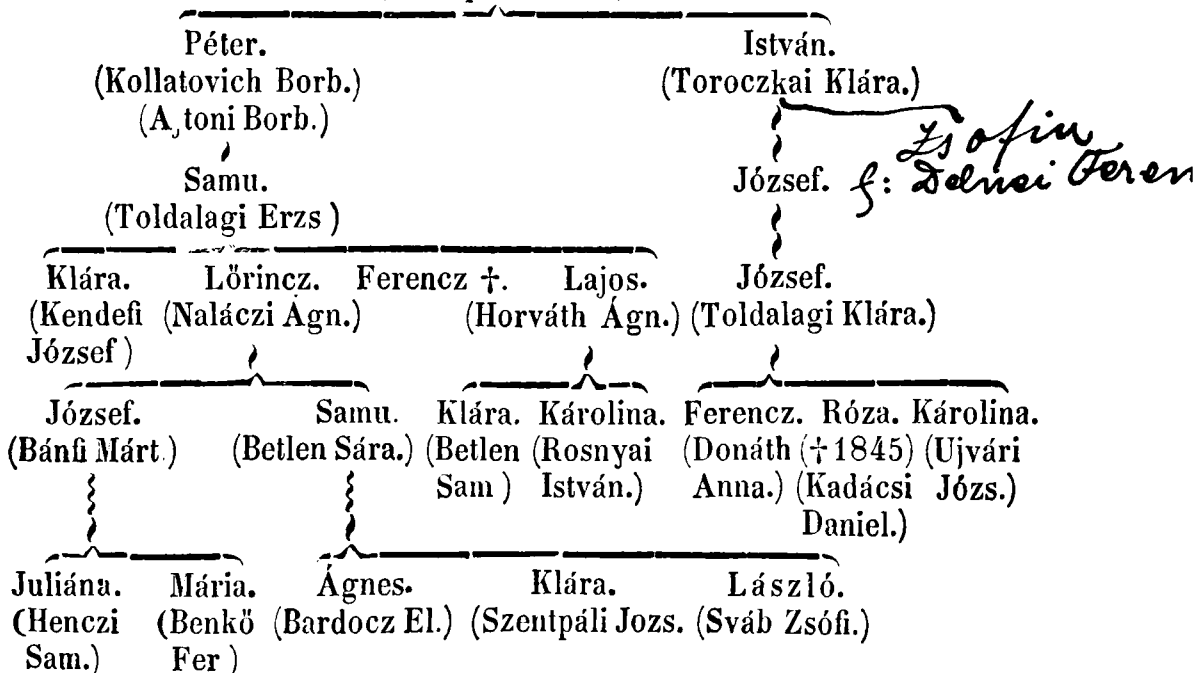 Péter. István.
(Kollatovich Borb.) (Toroczkai Klára.)
(A,toni Borb.)
Zsofia
Samu. József. f: Delnei Feren
(Toldalagi Erzs )
Klára. Lőrincz. Ferencz †. Lajos. József.
(Kendefi (Naláczi Ágn.) (Horváth Ágn.) (Toldalagi Klára.)
József )
József. Samu. Klára. Károlina. Ferencz. Róza. Károlina.
(Bánfi Márt.) (Betlen Sára.) (Betlen (Rosnyai (Donáth († 1845) (Ujvári
Sam ) István.) Anna.) (Kadácsi Józs.)
Daniel.)
Juliána. Mária. Ágnes. Klára. László.
(Henczi (Benkő (Bardocz El.) (Szentpáli Jozs. (Sváb Zsófi.)
Sam.) Fer )